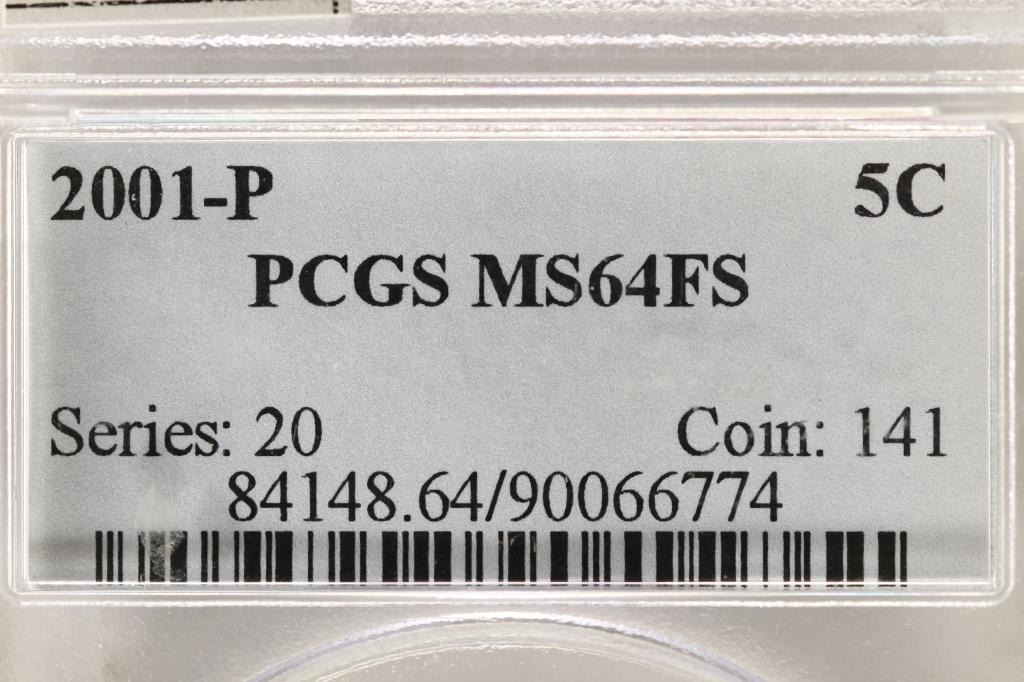 2001-P 5C
PCGS MS64FS
Series: 20 Coin: 141
84148.64/90066774